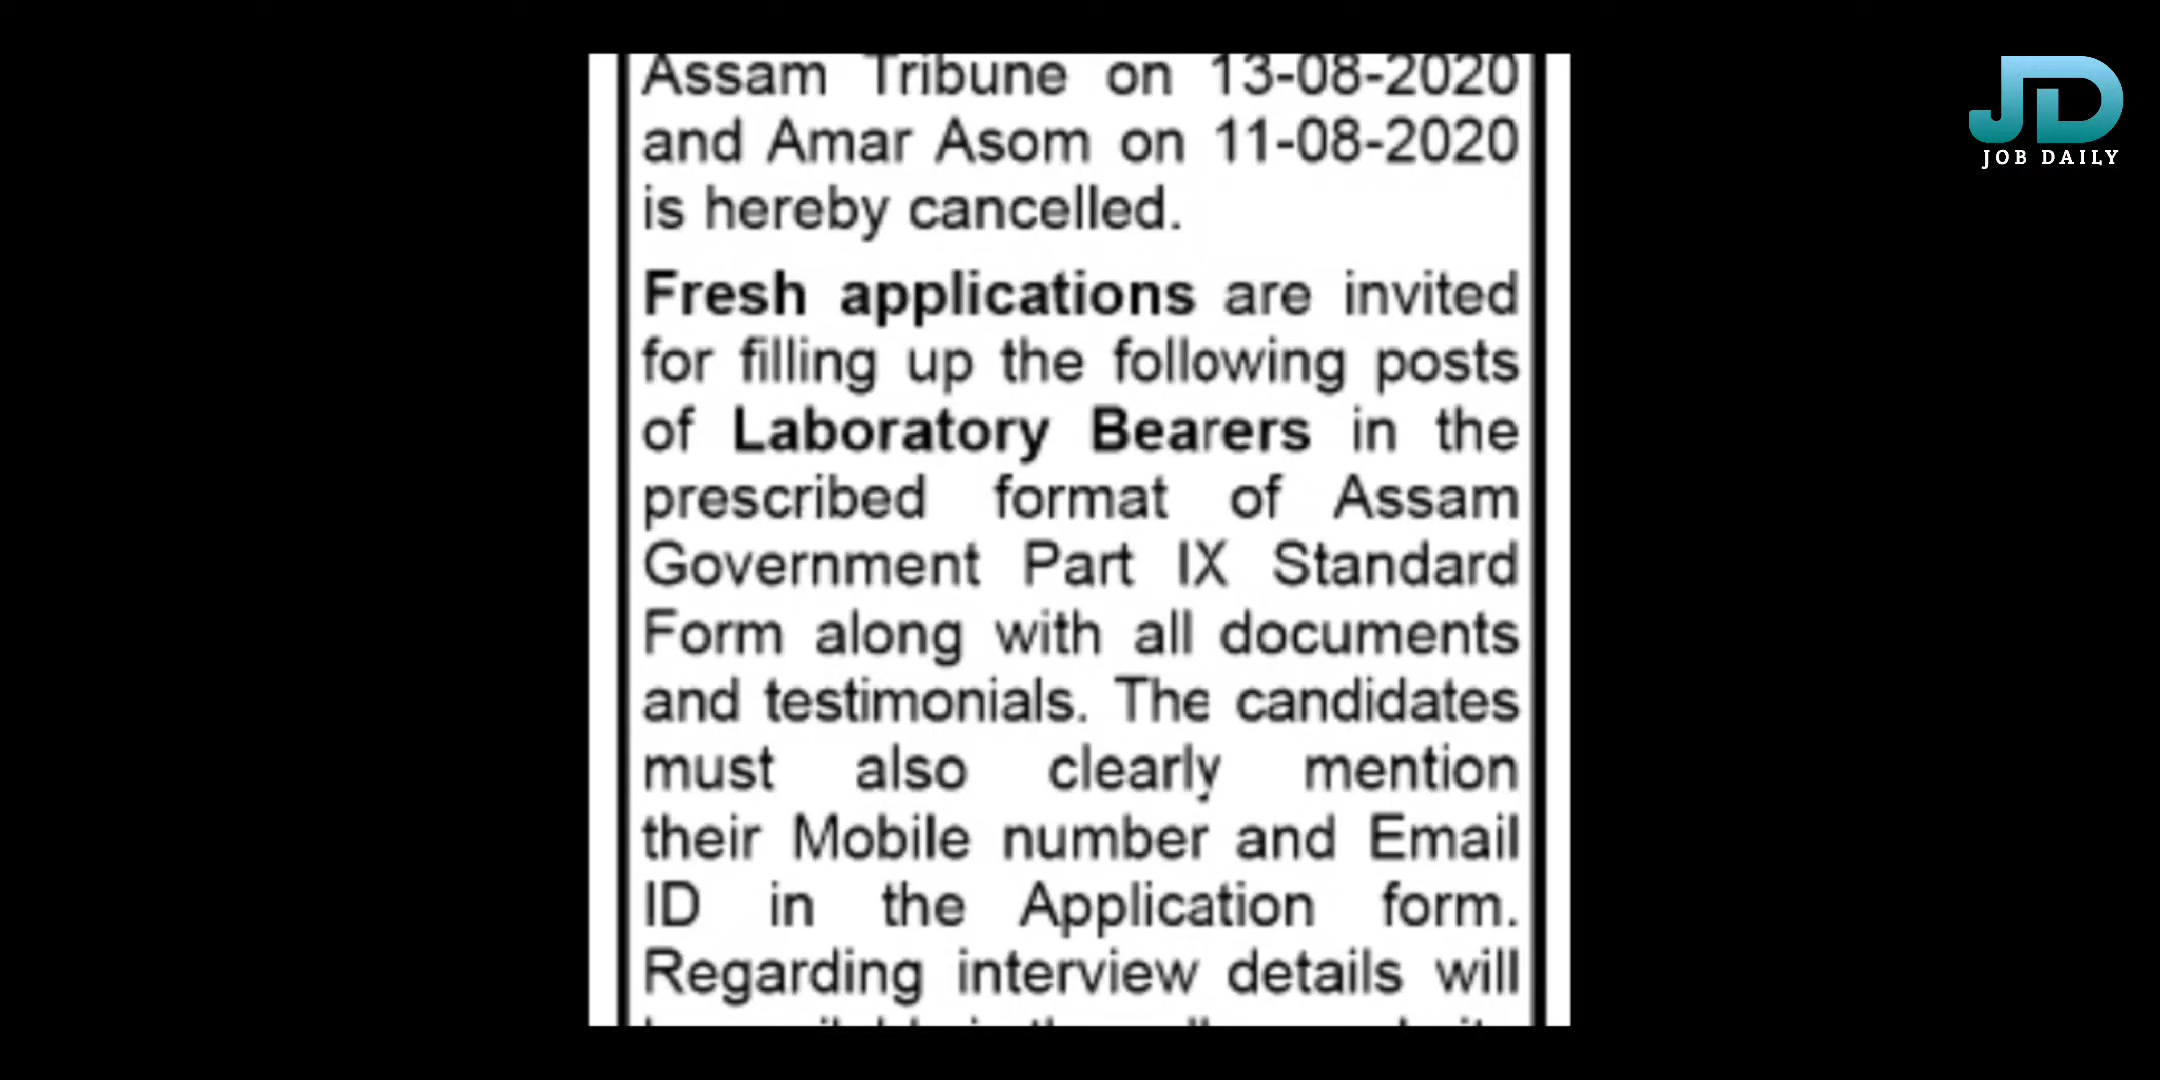 Assam Tribune on 13-08-2020
and Amar Asom on 11-08-2020
is hereby cancelled.
Fresh applications are invited
for filling up the following posts
of Laboratory Bearers in the
prescribed format of Assam
Government Part IX Standard
Form along with all documents
and testimonials. The candidates
must also clearly mention
their Mobile number and Email
ID in the Application form.
Regarding interview details will
JD
JOB DAILY